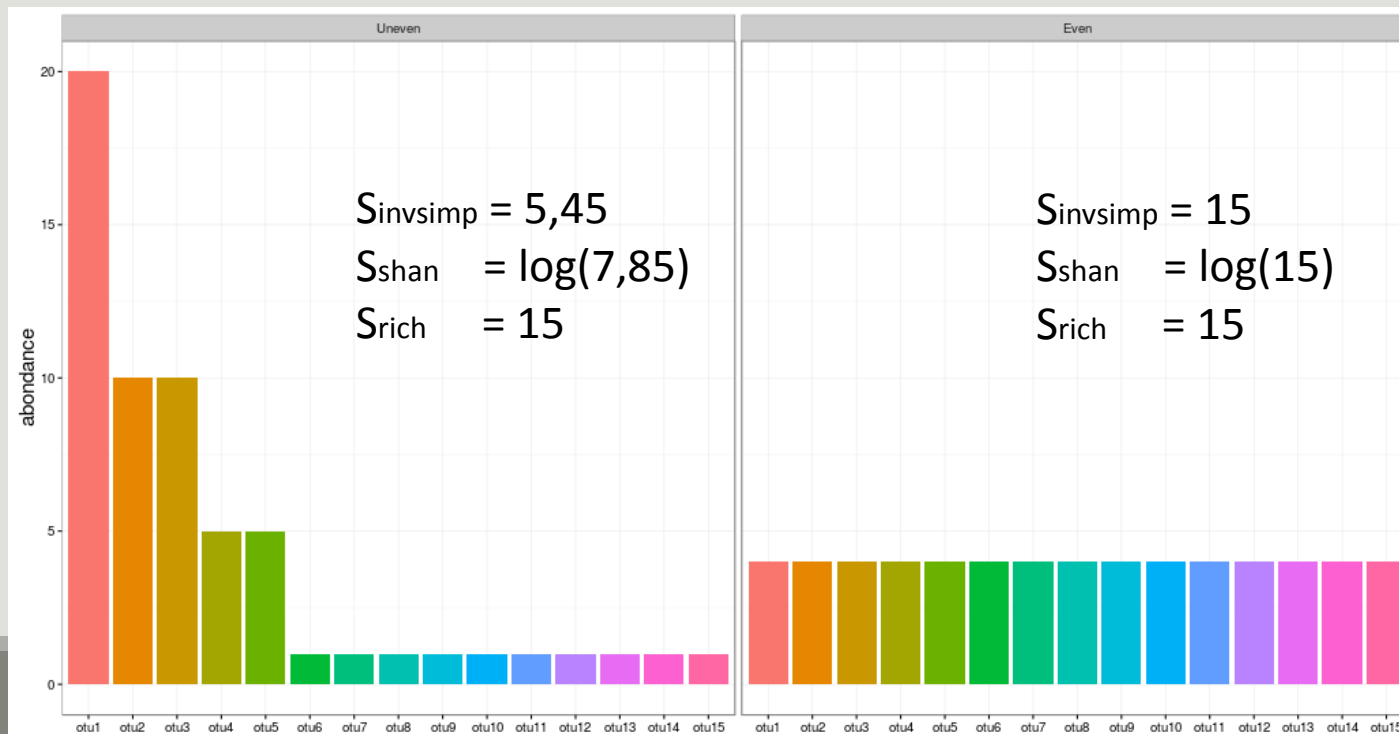 Uneven
Even
20
15
10
5
0
abondance
Sinvsimp = 5,45
Sshan = log(7,85)
Srich = 15
Sinvsimp = 15
Sshan = log(15)
Srich = 15
otu1 otu2 otu3 otu4 otu5 otu6 otu7 otu8 otu9 otu10 otu11 otu12 otu13 otu14 otu15
otu1 otu2 otu3 otu4 otu5 otu6 otu7 otu8 otu9 otu10 otu11 otu12 otu13 otu14 otu15